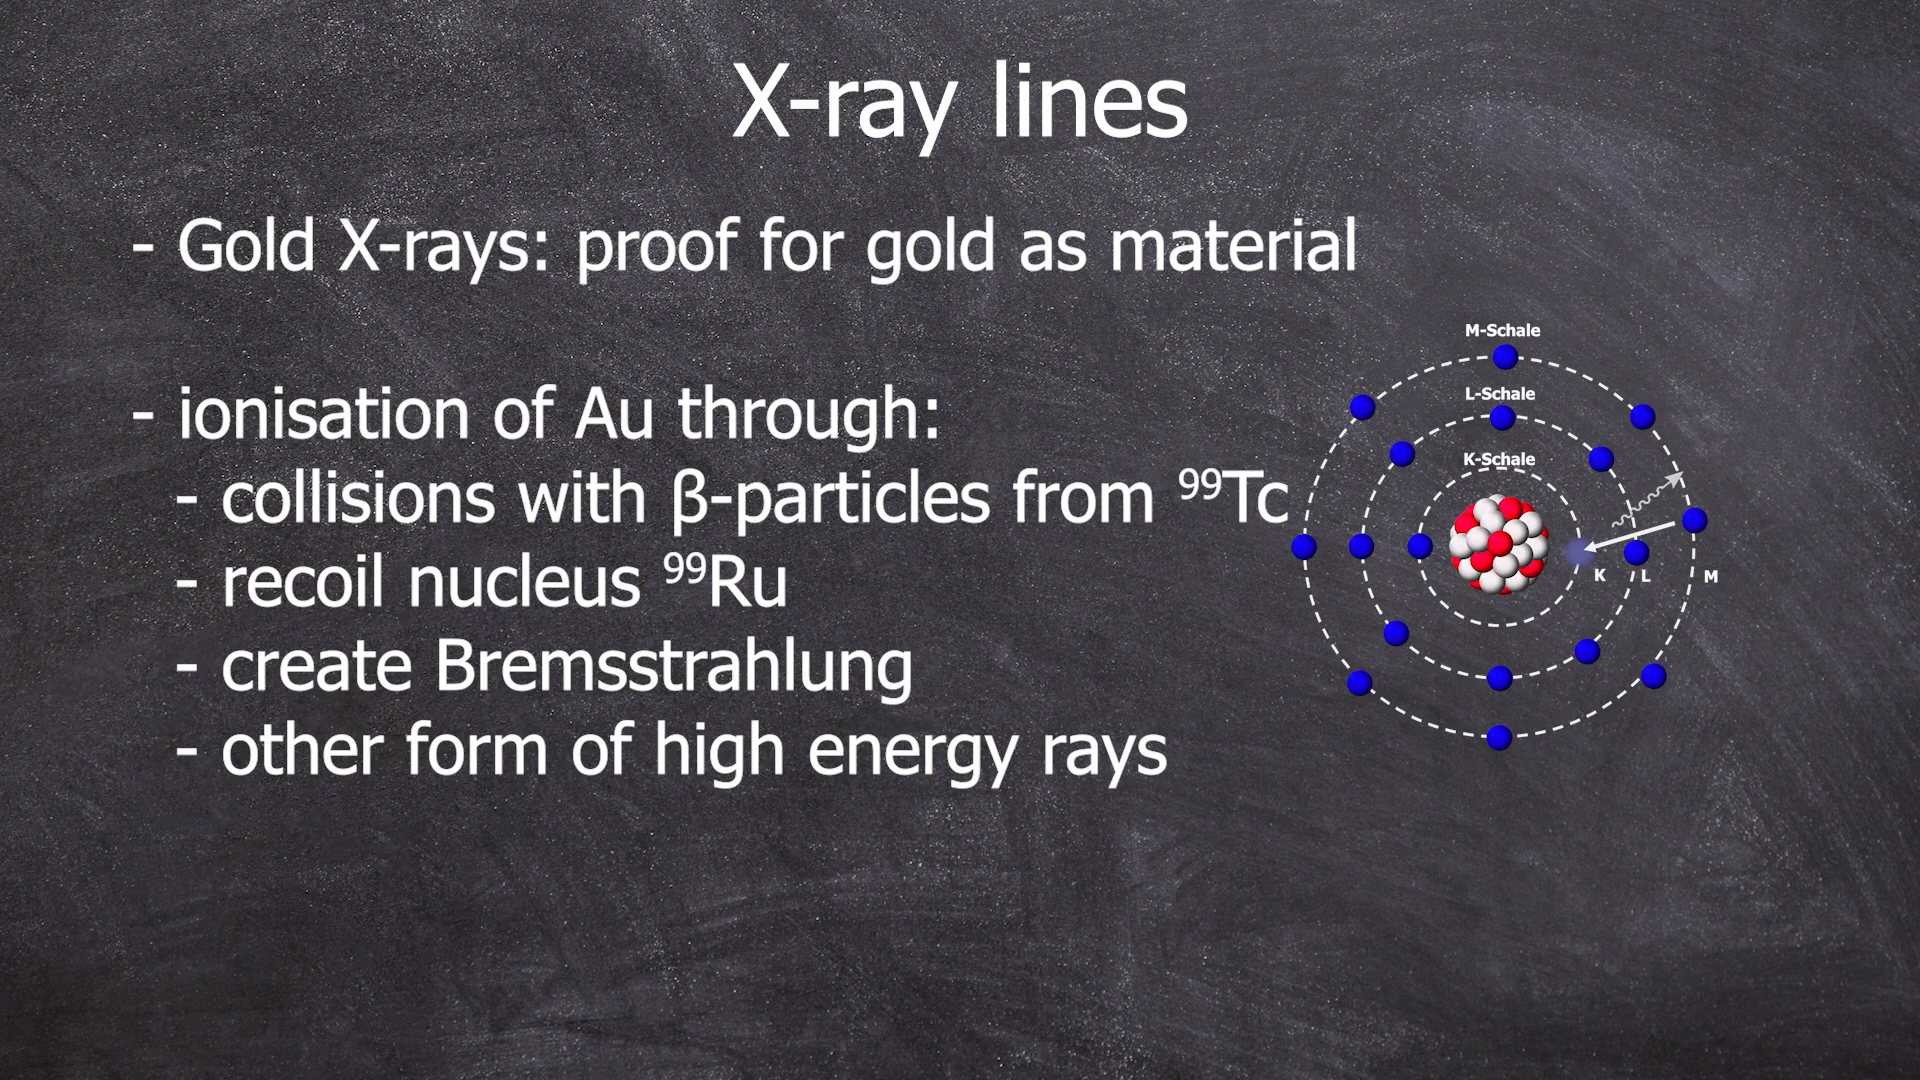 X-ray lines
- Gold X-rays: proof for gold as material
- ionisation of Au through:
- collisions with β-particles from ⁹⁹Tc
- recoil nucleus ⁹⁹Ru
- create Bremsstrahlung
- other form of high energy rays
M-Schale
L-Schale
K-Schale
K L M